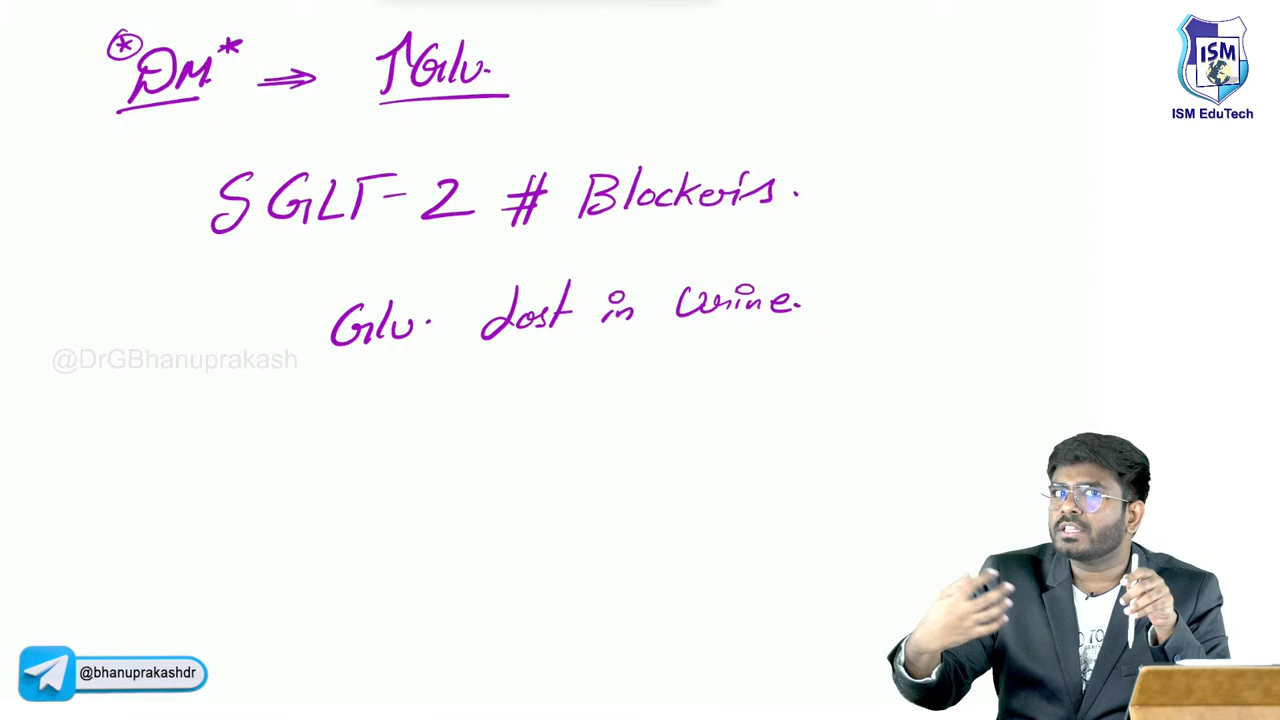 *DM* ⇒ ↑Glu.
SGLT-2 # Blockers.
Glu. Lost in Urine.
@DrGBhanuprakash
@bhanuprakashdr
ISM
ISM EduTech